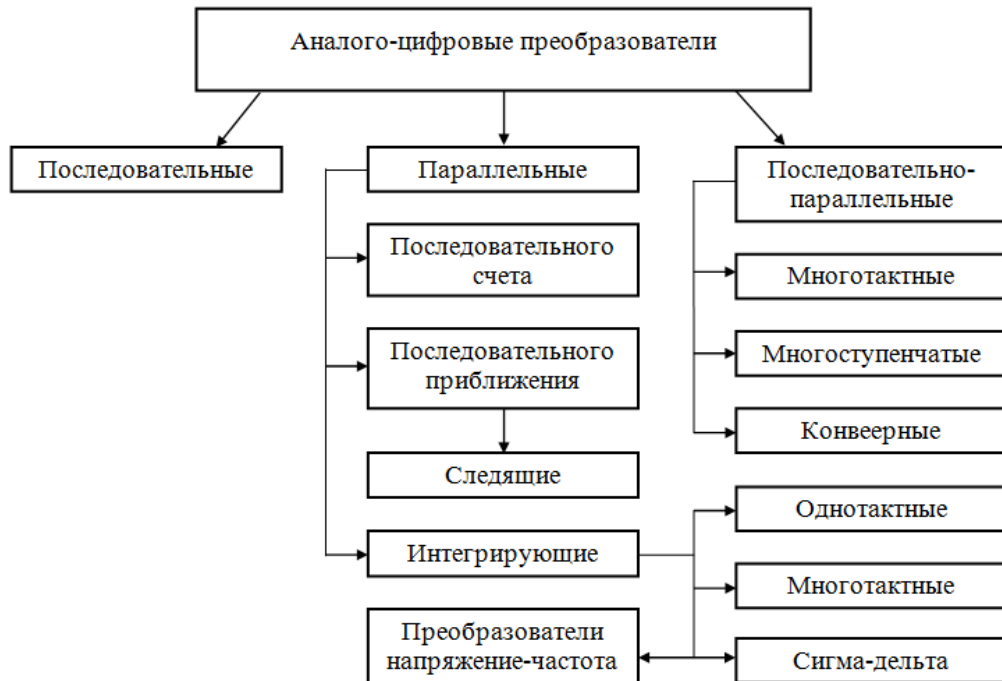 Аналого-цифровые преобразователи
Последовательные
Параллельные
Последовательно-
параллельные
Последовательного
счета
Многотактные
Последовательного
приближения
Многоступенчатые
Конвеерные
Следящие
Однотактные
Интегрирующие
Многотактные
Преобразователи
напряжение-частота
Сигма-дельта